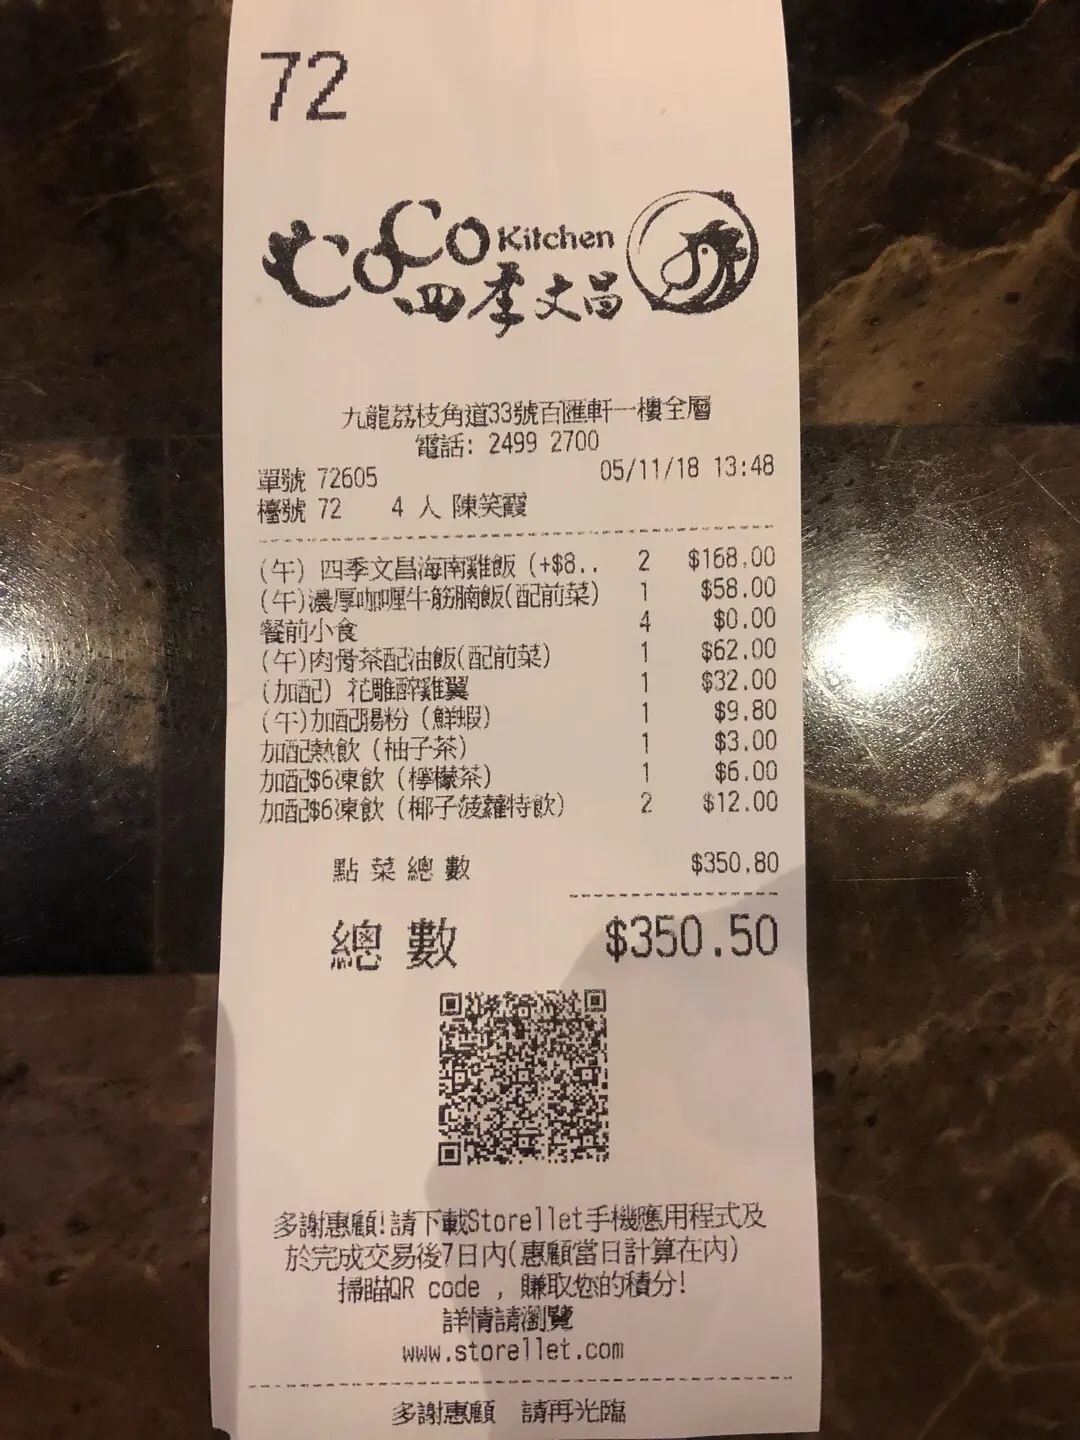 72
CoCo Kitchen
四季文昌
九龍荔枝角道33號百匯軒一樓全層
電話: 2499 2700
單號 72605 05/11/18 13:48
檯號 72 4 人 陳笑霞
(午) 四季文昌海南雞飯 (+$8.. 2 $168.00
(午)濃厚咖喱牛筋腩飯(配前菜) 1 $58.00
餐前小食 4 $0.00
(午)肉骨茶配油飯(配前菜) 1 $62.00
(加配) 花雕醉雞翼 1 $32.00
(午)加配腸粉 (鮮蝦) 1 $9.80
加配熱飲 (柚子茶) 1 $3.00
加配$6凍飲 (檸檬茶) 1 $6.00
加配$6凍飲 (椰子菠蘿特飲) 2 $12.00
點菜總數 $350.80
總數 $350.50
多謝惠顧!請下載Storellet手機應用程式及
於完成交易後7日內(惠顧當日計算在內)
掃瞄QR code , 賺取您的積分!
詳情請瀏覽
www.storellet.com
多謝惠顧 請再光臨